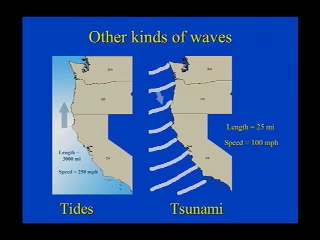 Other kinds of waves
Length =
3000 mi
Speed = 250 mph
Length = 25 mi
Speed = 100 mph
Tides
Tsunami